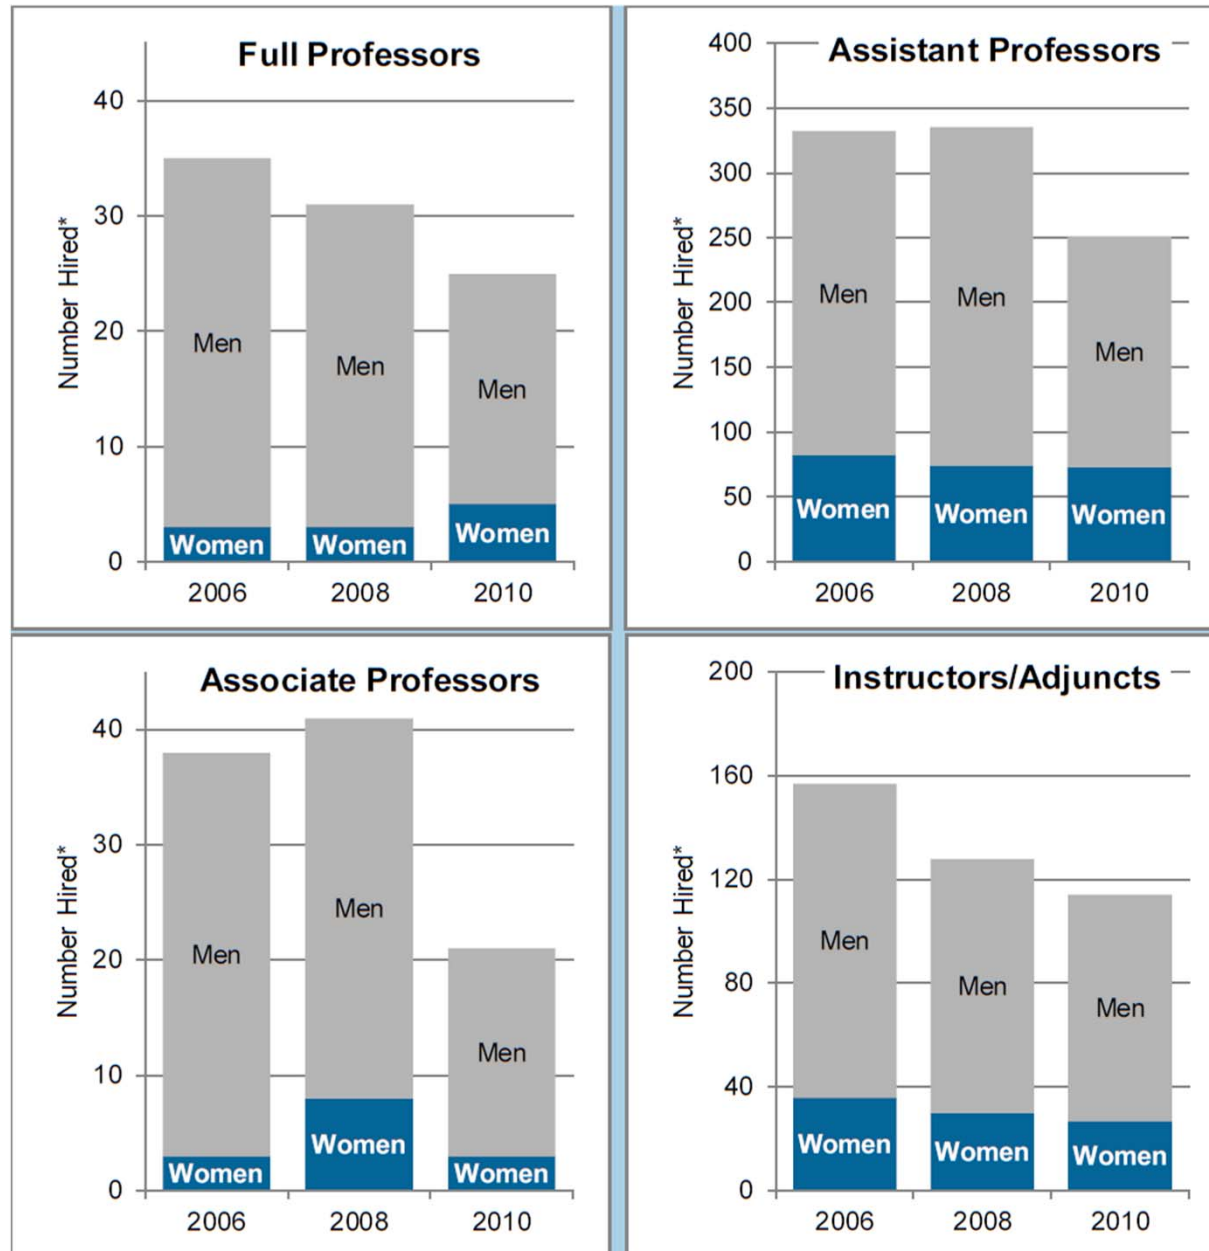 Full Professors
Number Hired*
40
30
20
10
0
Men
Men
Men
Women
Women
Women
2006
2008
2010
Assistant Professors
Number Hired*
400
350
300
250
200
150
100
50
0
Men
Men
Men
Women
Women
Women
2006
2008
2010
Associate Professors
Number Hired*
40
30
20
10
0
Men
Men
Men
Women
Women
Women
2006
2008
2010
Instructors/Adjuncts
Number Hired*
200
160
120
80
40
0
Men
Men
Men
Women
Women
Women
2006
2008
2010